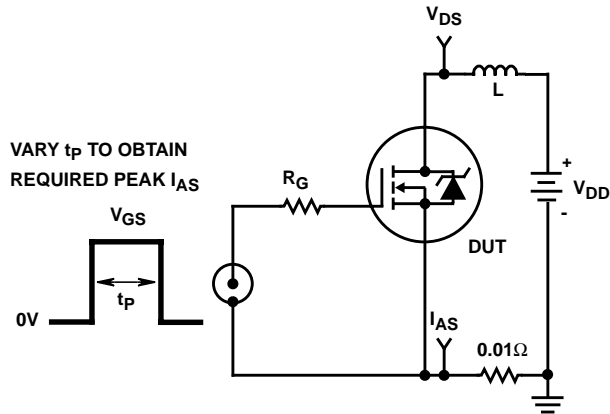 VDS
L
VARY tP TO OBTAIN
REQUIRED PEAK IAS
RG
+
VDD
-
VGS
DUT
tP
0V
IAS
0.01Ω